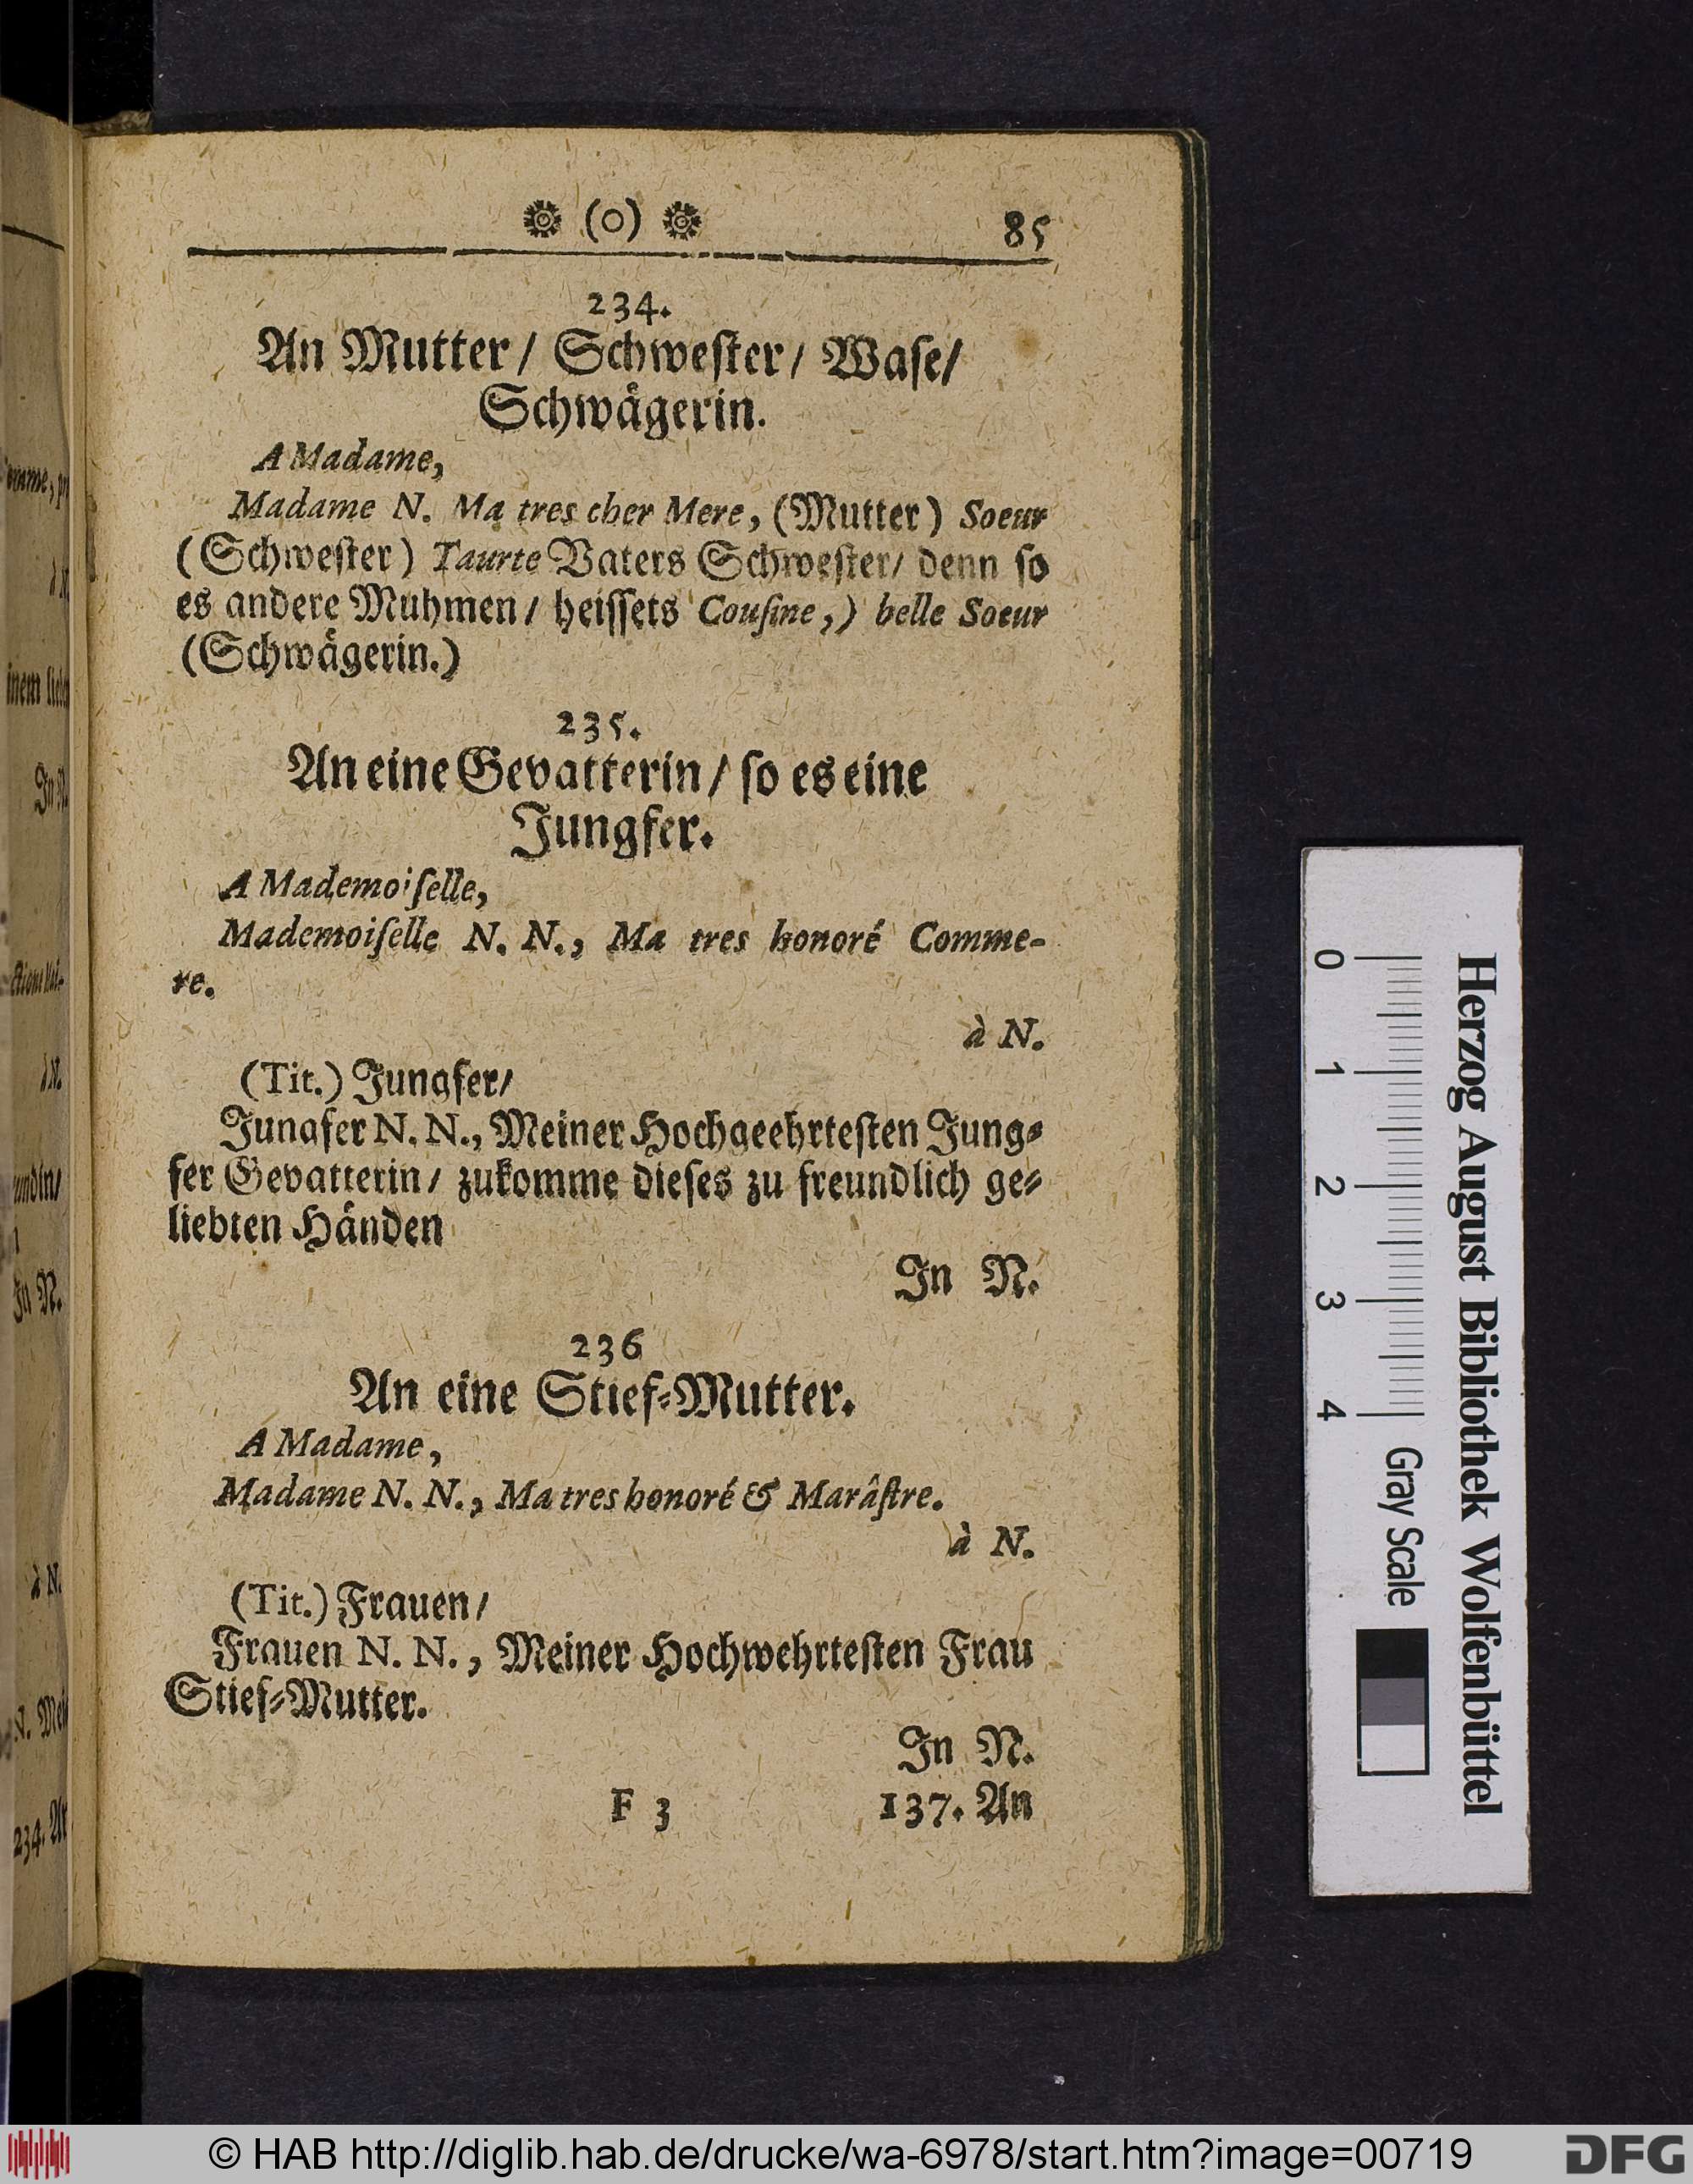 (o) 85
234.
An Mutter/ Schweſter/ Waſe/
Schwägerin.
A Madame,
Madame N. Ma tres cher Mere, (Mutter) Soeur
(Schweſter) Taurte Vaters Schweſter/ denn ſo
es andere Muhmen/ heiſſets Couſine,) belle Soeur
(Schwägerin.)
235.
An eine Gevatterin/ ſo es eine
Jungfer.
A Mademoiſelle,
Mademoiſelle N. N., Ma tres honoré Comme-
re.
à N.
(Tit.) Jungfer/
Jungfer N. N., Meiner Hochgeehrteſten Jung-
fer Gevatterin/ zukomme dieſes zu freundlich ge-
liebten Händen
In N.
236
An eine Stief-Mutter.
A Madame,
Madame N. N., Ma tres honoré & Marâſtre.
à N.
(Tit.) Frauen/
Frauen N. N., Meiner Hochwehrteſten Frau
Stief-Mutter.
In N.
F 3 137. An
Herzog August Bibliothek Wolfenbüttel
0 1 2 3 4 Gray Scale
© HAB http://diglib.hab.de/drucke/wa-6978/start.htm?image=00719
DFG